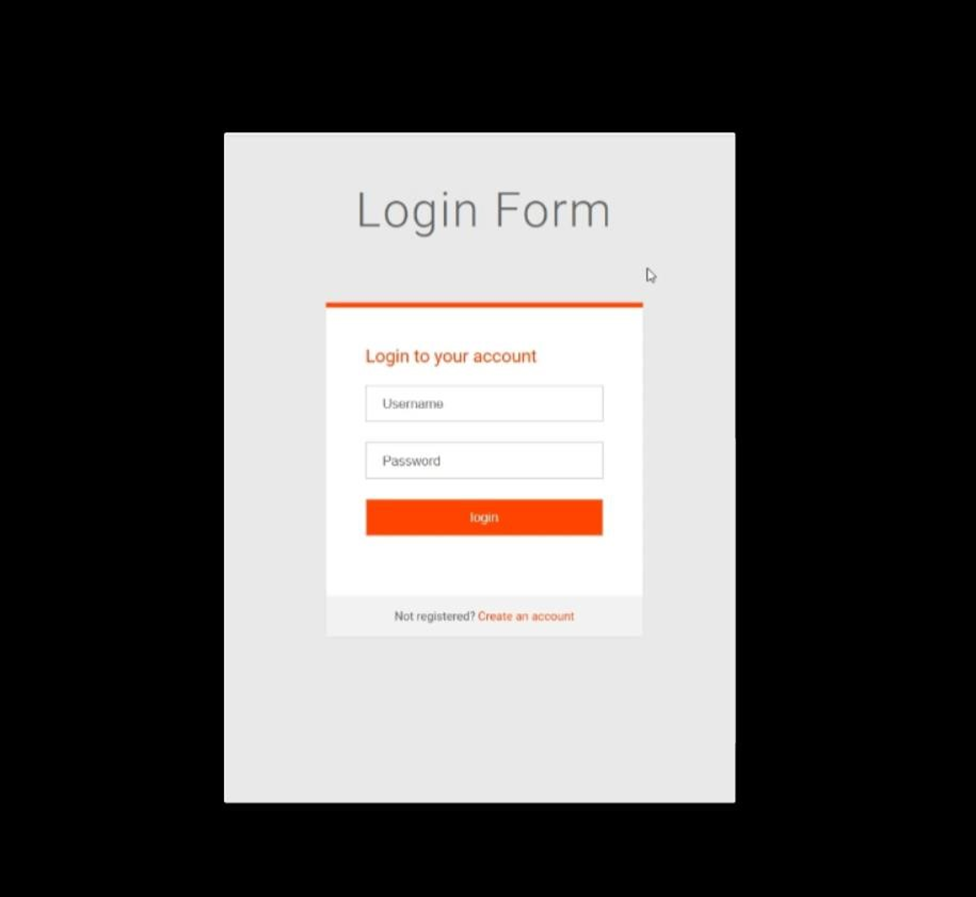 Login Form
Login to your account
Username
Password
login
Not registered? Create an account